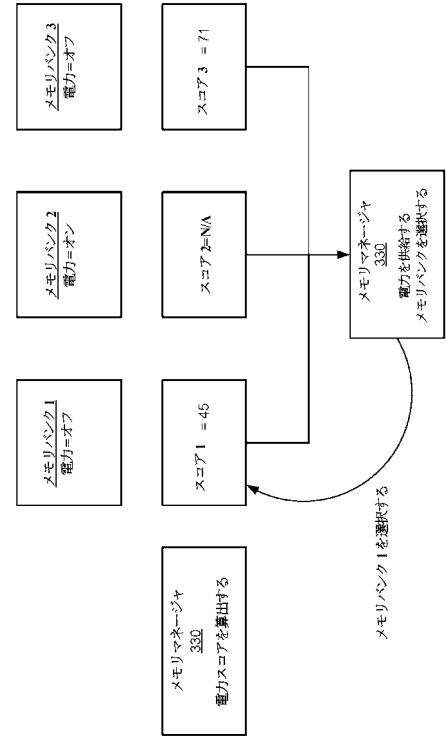 メモリバンク 1
電力=オフ
メモリバンク 2
電力=オン
メモリバンク 3
電力=オフ
メモリマネージャ
330
電力スコアを算出する
スコア 1 = 45
スコア 2=N/A
スコア 3 = 71
メモリマネージャ
330
電力を供給する
メモリバンクを選択する
メモリバンク 1 を選択する